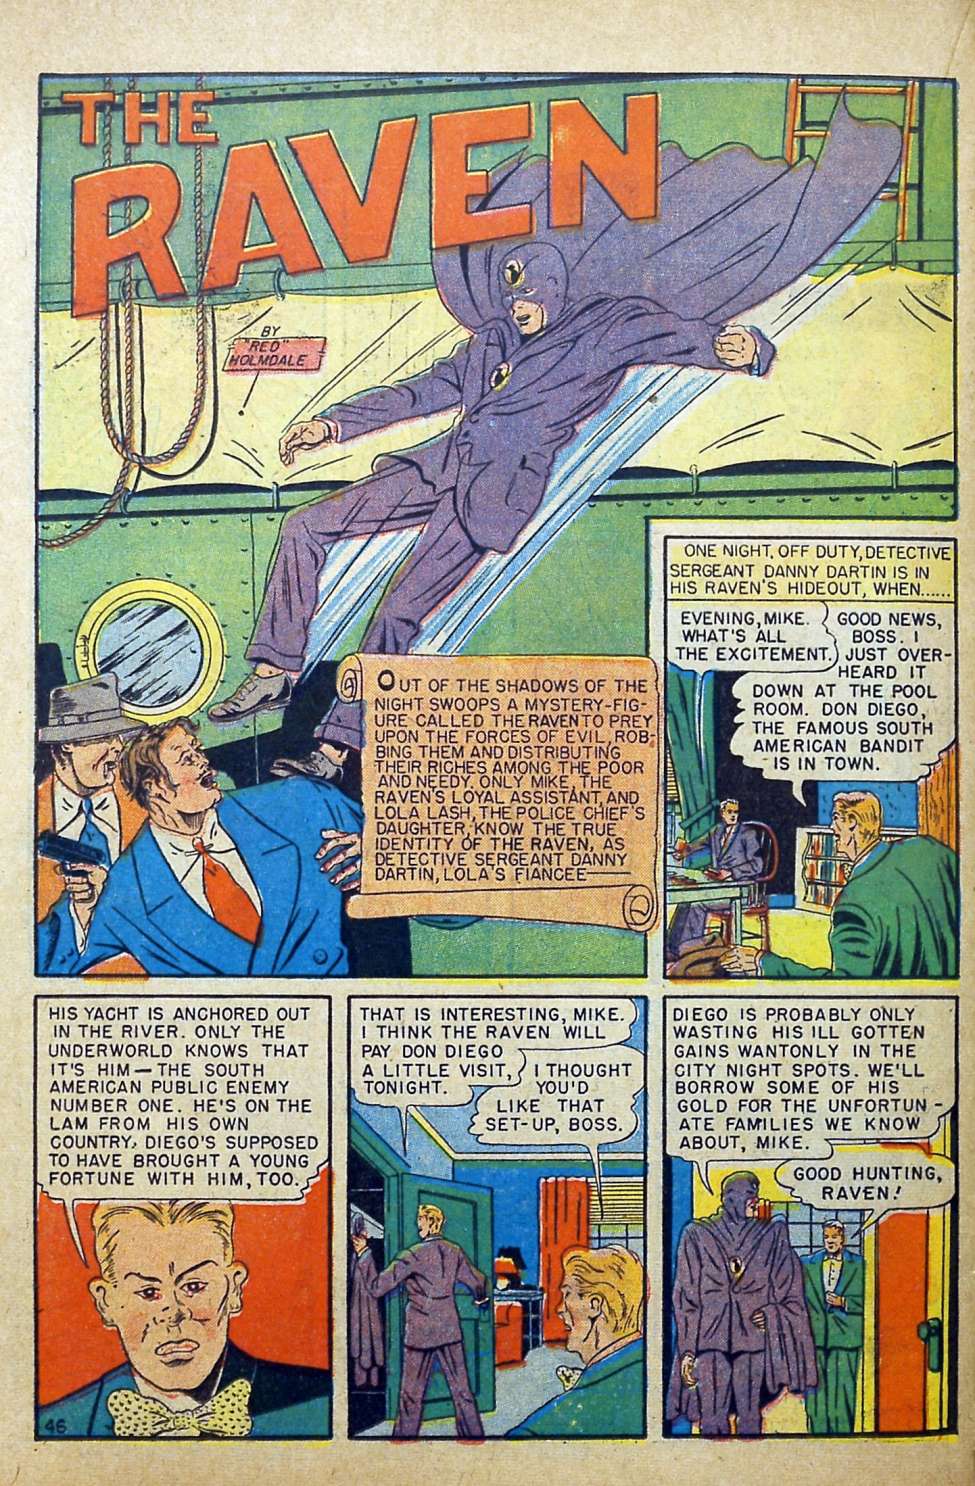 THE
RAVEN
BY
"RED"
HOLMDALE
OUT OF THE SHADOWS OF THE
NIGHT SWOOPS A MYSTERY-FIG-
URE CALLED THE RAVEN TO PREY
UPON THE FORCES OF EVIL, ROB-
BING THEM AND DISTRIBUTING
THEIR RICHES AMONG THE POOR
AND NEEDY. ONLY MIKE, THE
RAVEN'S LOYAL ASSISTANT, AND
LOLA LASH, THE POLICE CHIEF'S
DAUGHTER, KNOW THE TRUE
IDENTITY OF THE RAVEN, AS
DETECTIVE SERGEANT DANNY
DARTIN, LOLA'S FIANCEE—
ONE NIGHT, OFF DUTY, DETECTIVE
SERGEANT DANNY DARTIN IS IN
HIS RAVEN'S HIDEOUT, WHEN......
EVENING, MIKE.
WHAT'S ALL
THE EXCITEMENT.
GOOD NEWS,
BOSS. I
JUST OVER-
HEARD IT
DOWN AT THE POOL
ROOM. DON DIEGO,
THE FAMOUS SOUTH
AMERICAN BANDIT
IS IN TOWN.
HIS YACHT IS ANCHORED OUT
IN THE RIVER. ONLY THE
UNDERWORLD KNOWS THAT
IT'S HIM — THE SOUTH
AMERICAN PUBLIC ENEMY
NUMBER ONE. HE'S ON THE
LAM FROM HIS OWN
COUNTRY. DIEGO'S SUPPOSED
TO HAVE BROUGHT A YOUNG
FORTUNE WITH HIM, TOO.
46
THAT IS INTERESTING, MIKE.
I THINK THE RAVEN WILL
PAY DON DIEGO
A LITTLE VISIT,
TONIGHT.
I THOUGHT
YOU'D
LIKE THAT
SET-UP, BOSS.
DIEGO IS PROBABLY ONLY
WASTING HIS ILL GOTTEN
GAINS WANTONLY IN THE
CITY NIGHT SPOTS. WE'LL
BORROW SOME OF HIS
GOLD FOR THE UNFORTUN-
ATE FAMILIES WE KNOW
ABOUT, MIKE.
GOOD HUNTING,
RAVEN!